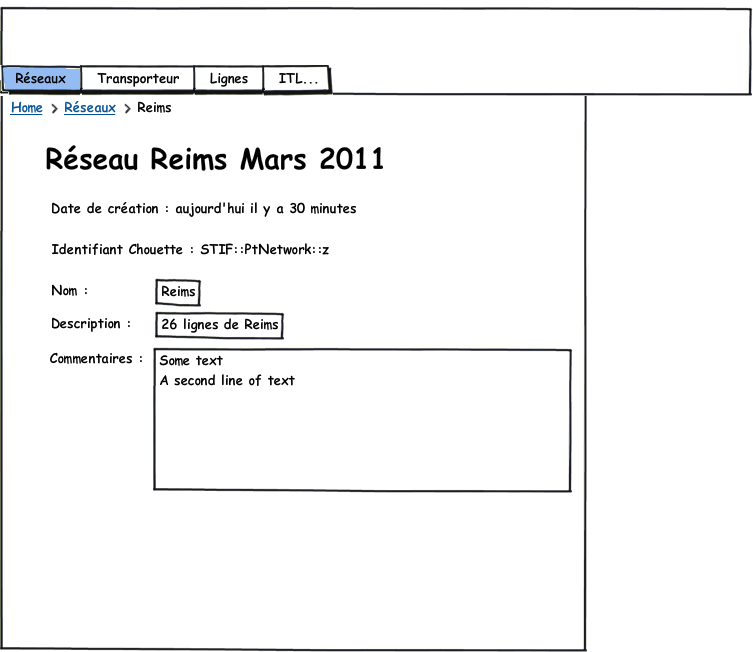 Réseaux Transporteur Lignes ITL...
Home > Réseaux > Reims
Réseau Reims Mars 2011
Date de création : aujourd'hui il y a 30 minutes
Identifiant Chouette : STIF::PtNetwork::z
Nom : Reims
Description : 26 lignes de Reims
Commentaires : Some text
A second line of text